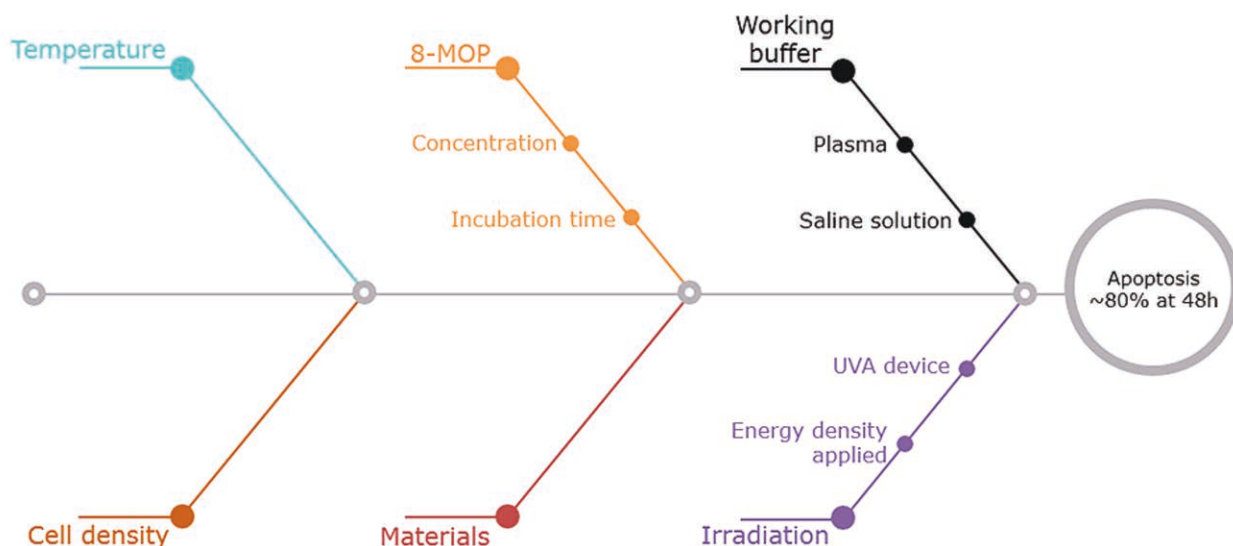 Temperature
8-MOP
Concentration
Incubation time
Working
buffer
Plasma
Saline solution
Apoptosis
~80% at 48h
UVA device
Energy density
applied
Cell density
Materials
Irradiation